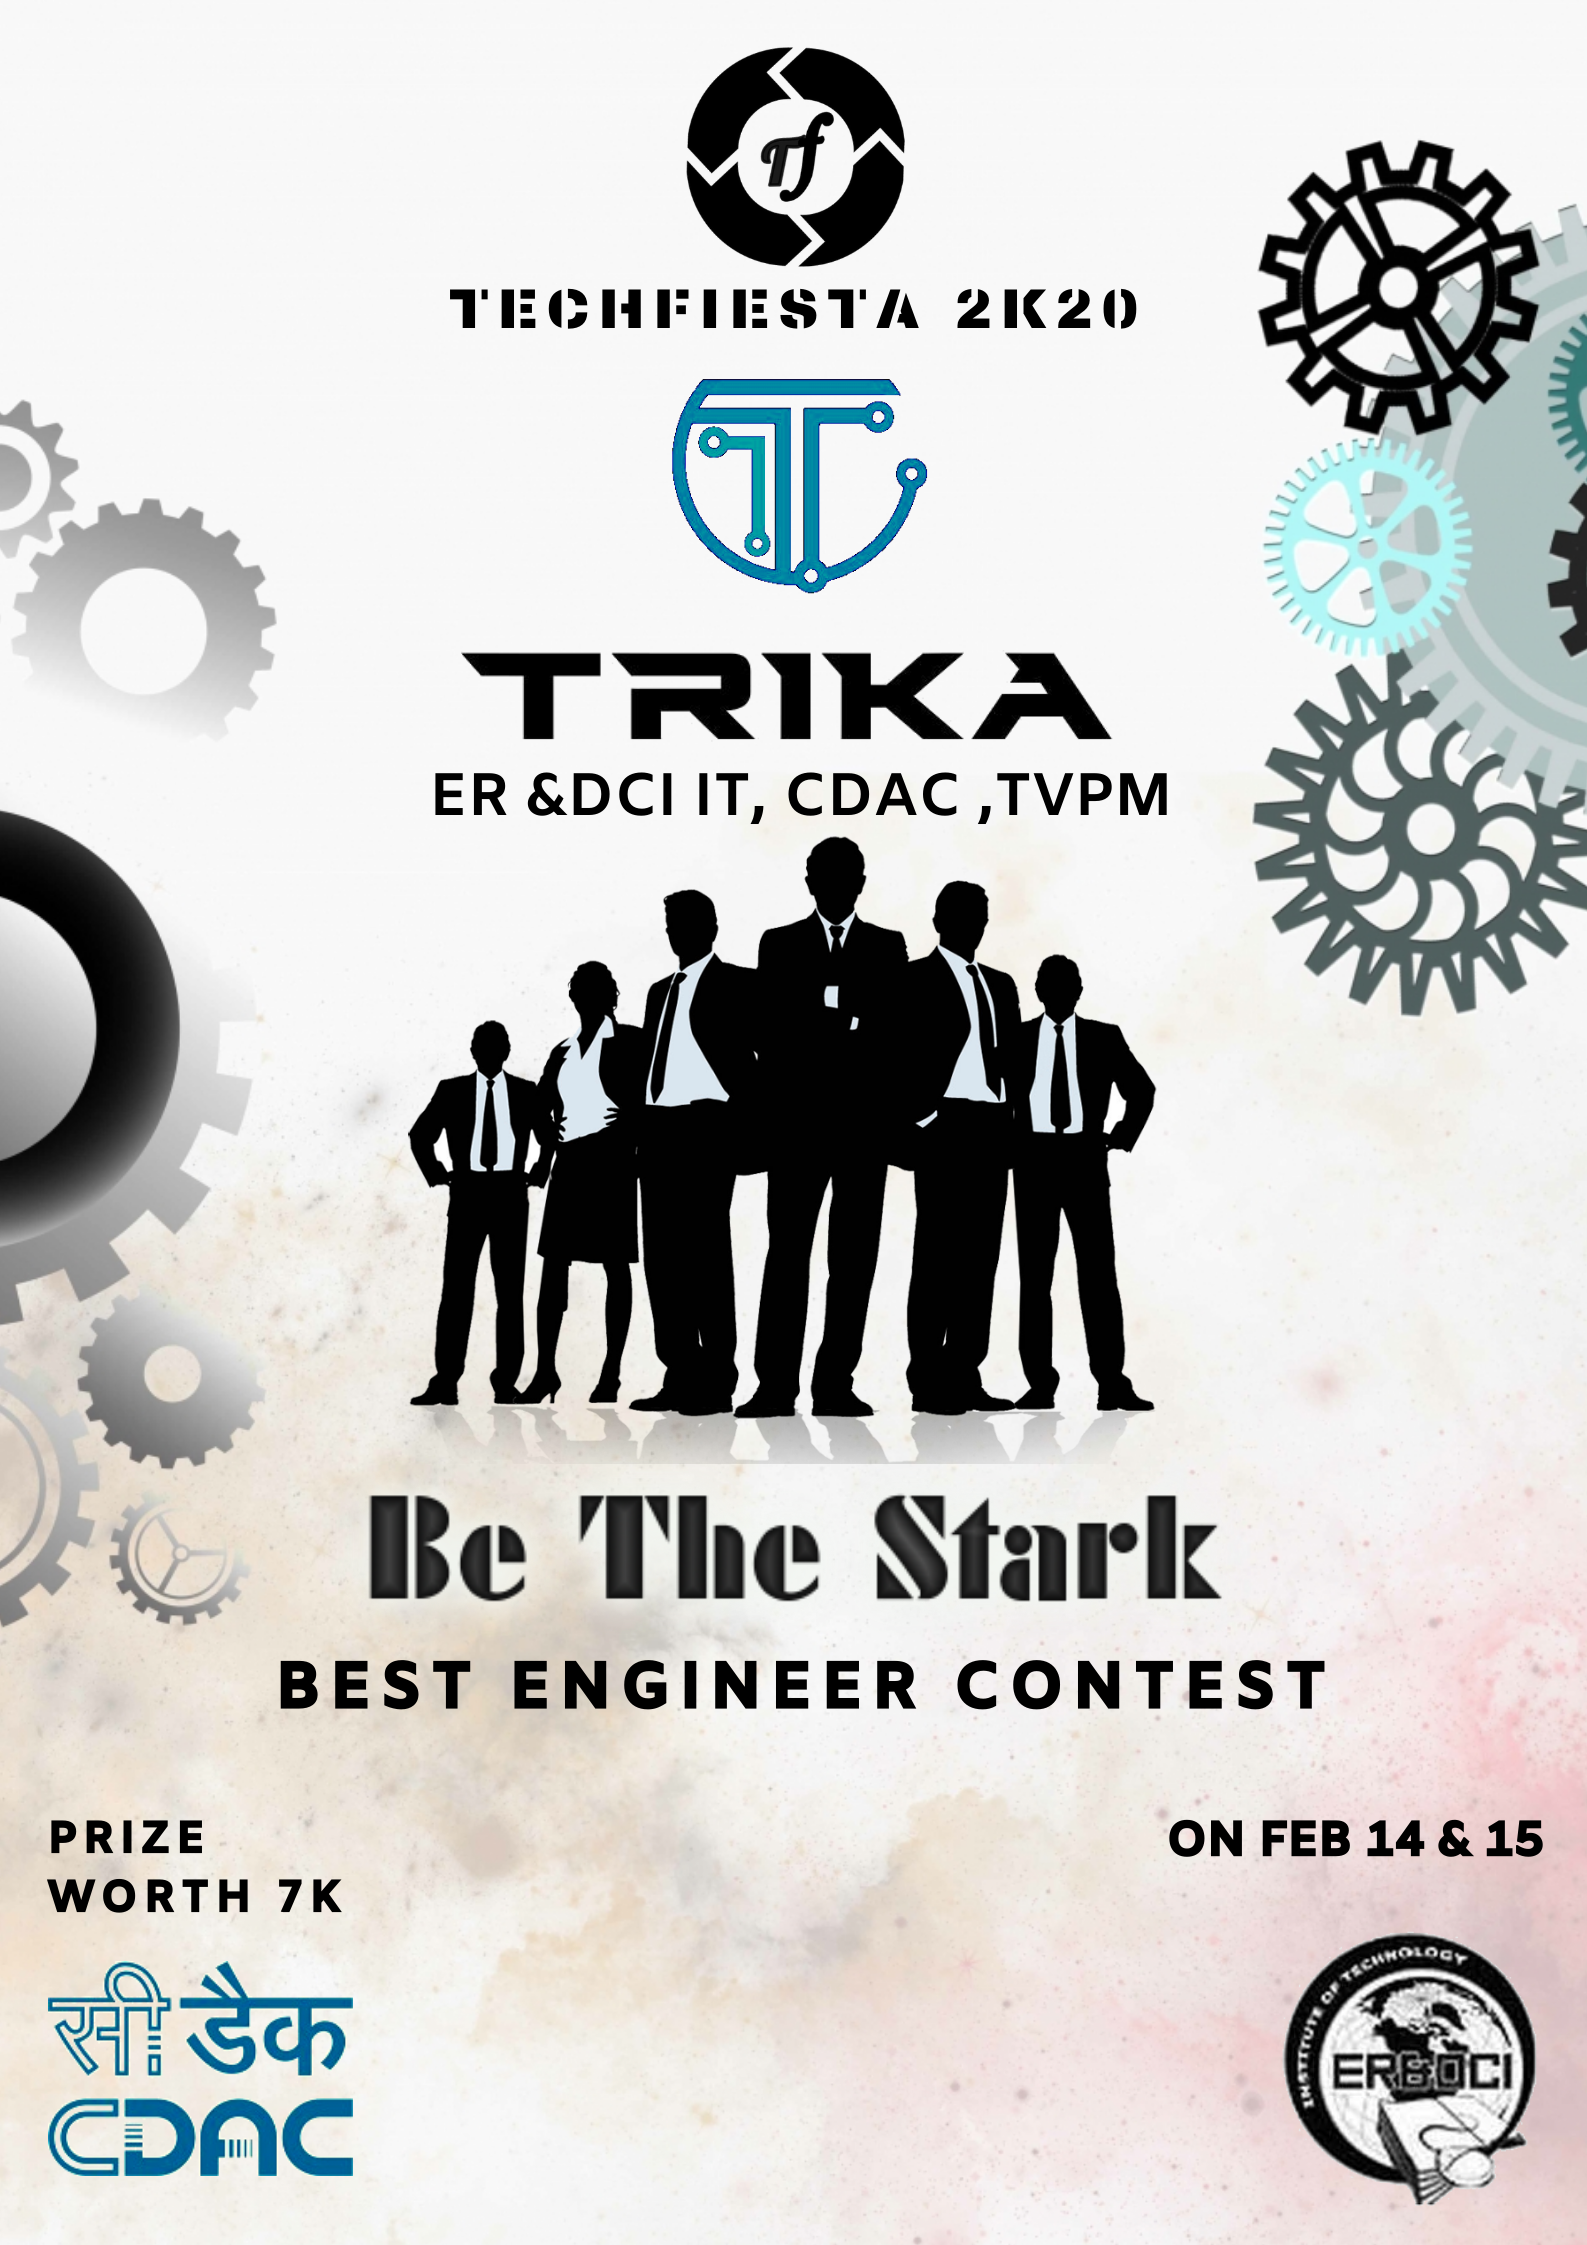 Tf
TECHFIESTA 2K20
TRIKA
ER &DCI IT, CDAC ,TVPM
Be The Stark
BEST ENGINEER CONTEST
PRIZE
WORTH 7K
ON FEB 14 & 15
सी डैक
CDAC
INSTITUTE OF TECHNOLOGY
ER&DCI